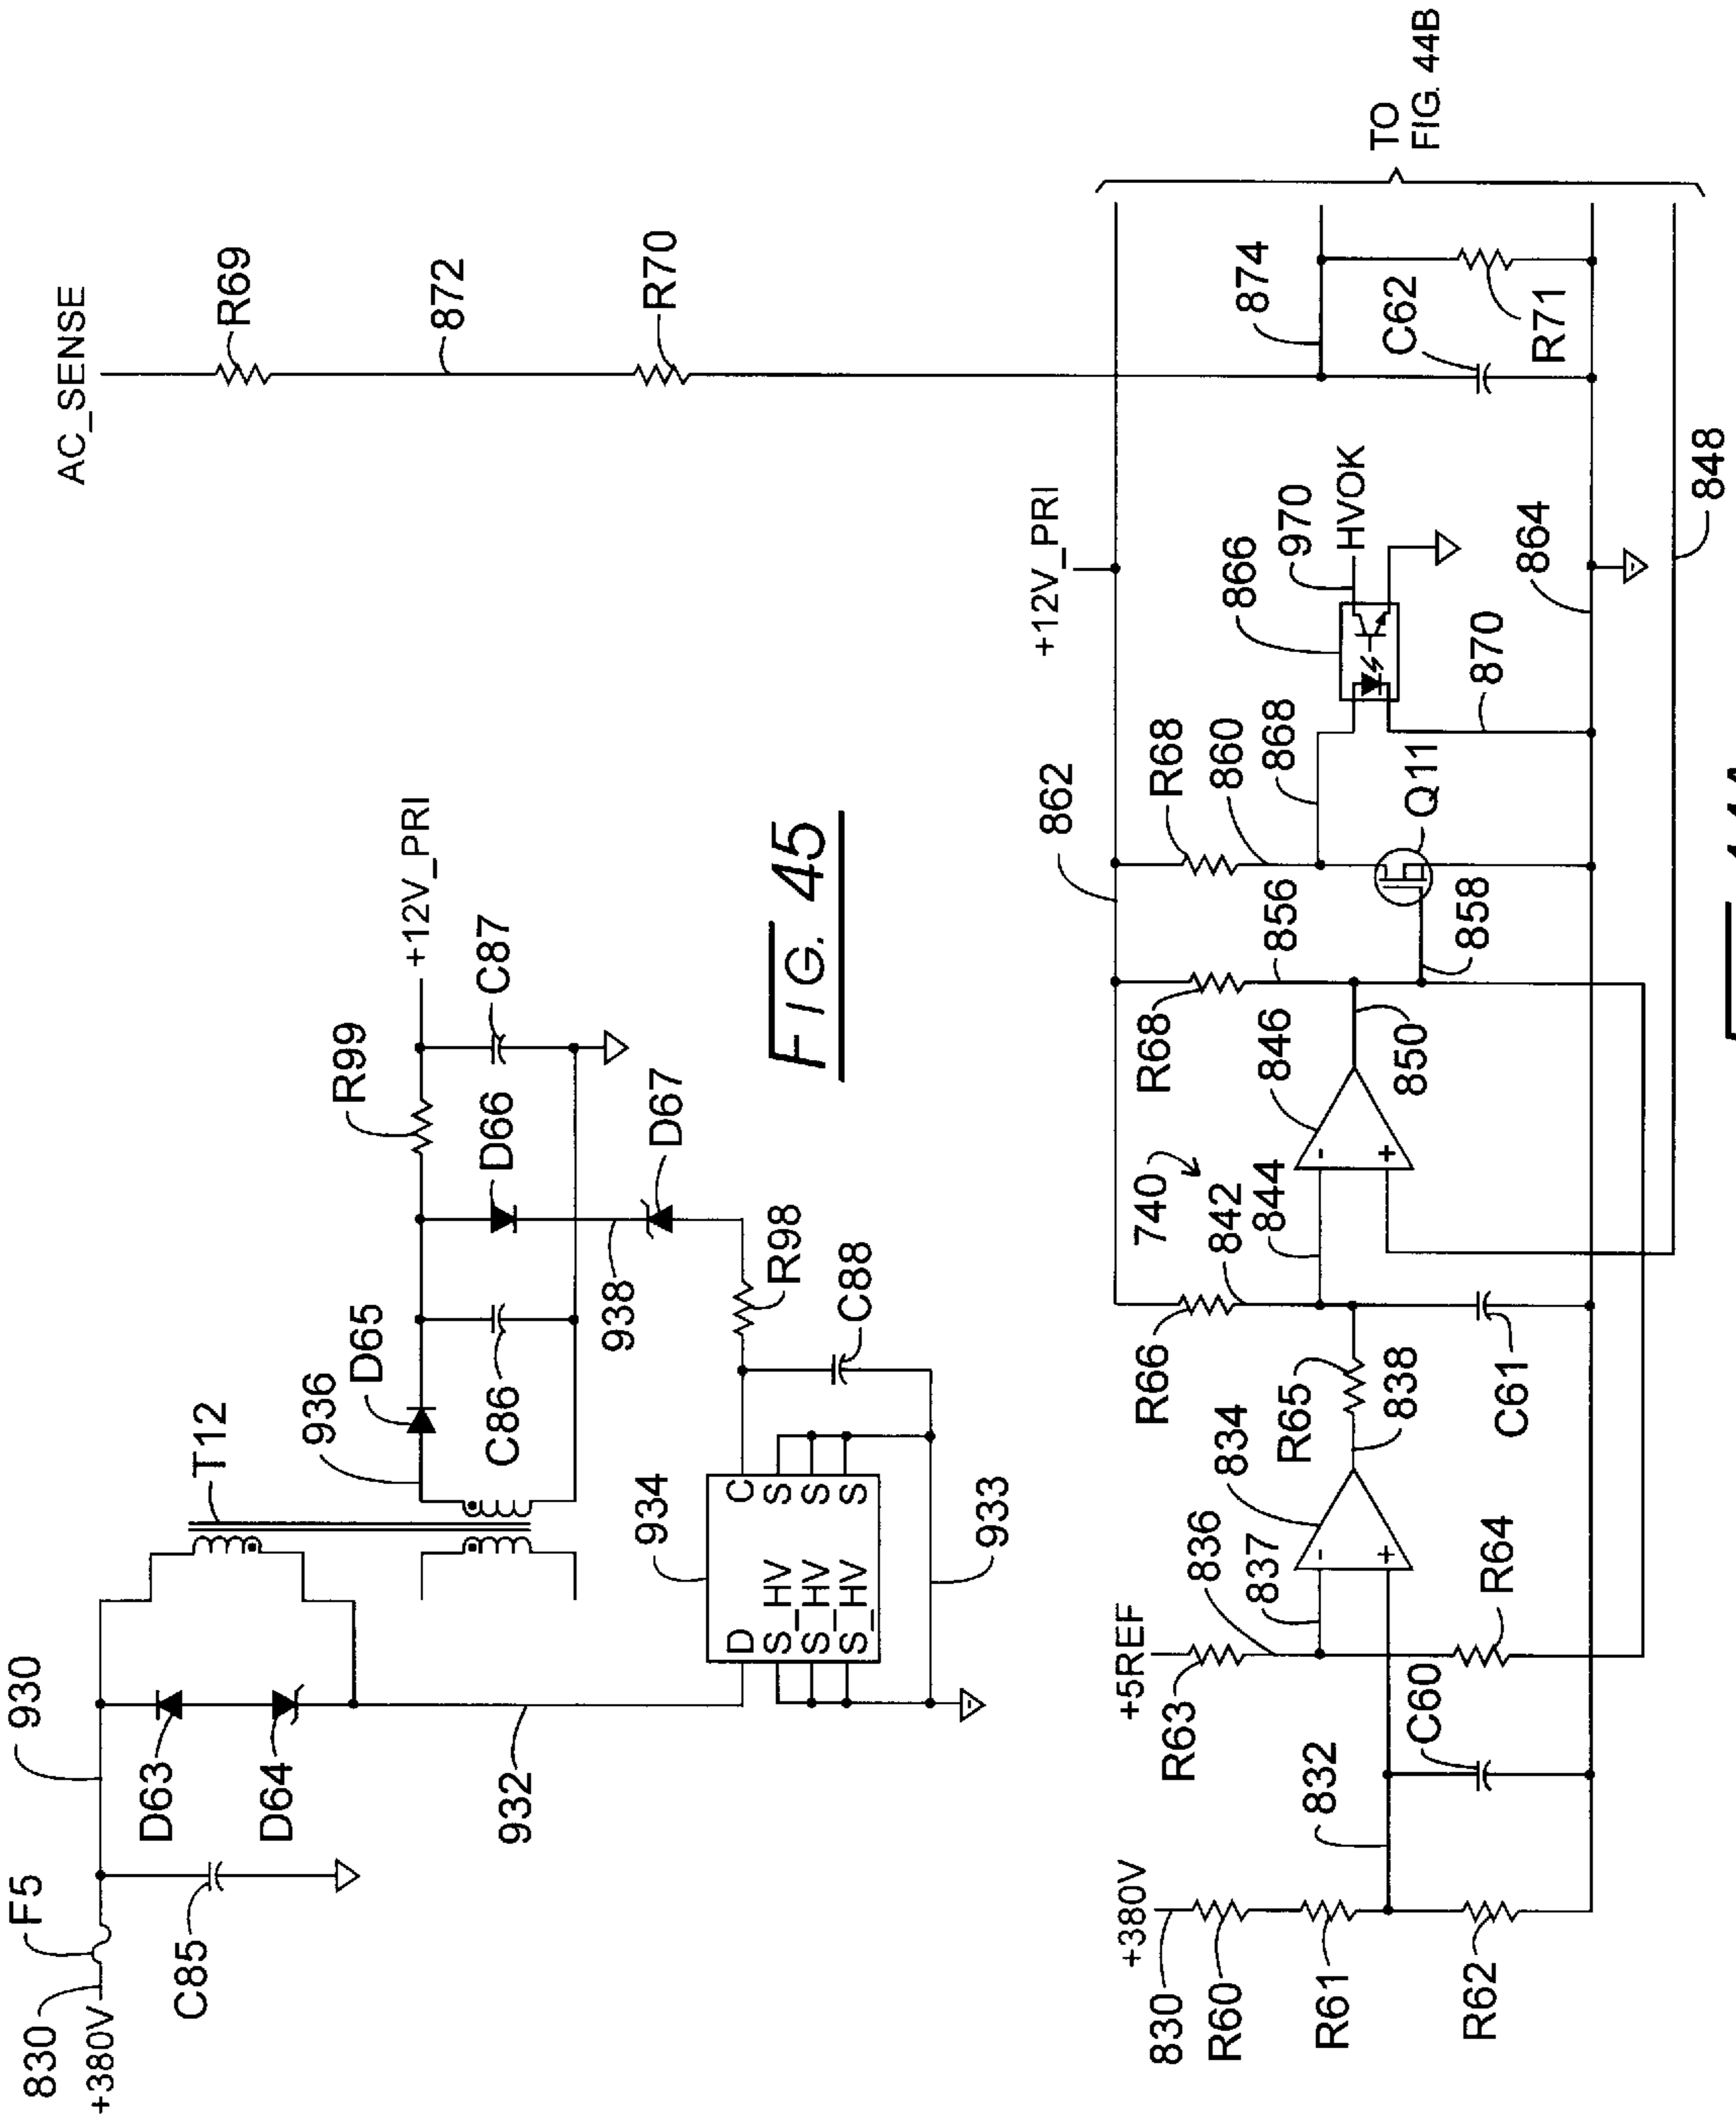 830
+380V
F5
930
C85
D63
D64
932
T12
936
D65
C86
R99
+12V_PRI
C87
D66
D67
938
R98
C88
934
D
C
S_HV
S
S_HV
S
S_HV
S
933
FIG. 45
AC_SENSE
R69
872
R70
874
C62
R71
TO
FIG. 44B
+12V_PRI
862
830
+380V
R60
R61
R62
832
C60
+5REF
R63
836
837
R64
834
-
+
838
R65
R66
842
844
740
C61
846
-
+
850
R68
856
858
R68
860
868
Q11
866
970
HVOK
870
864
848